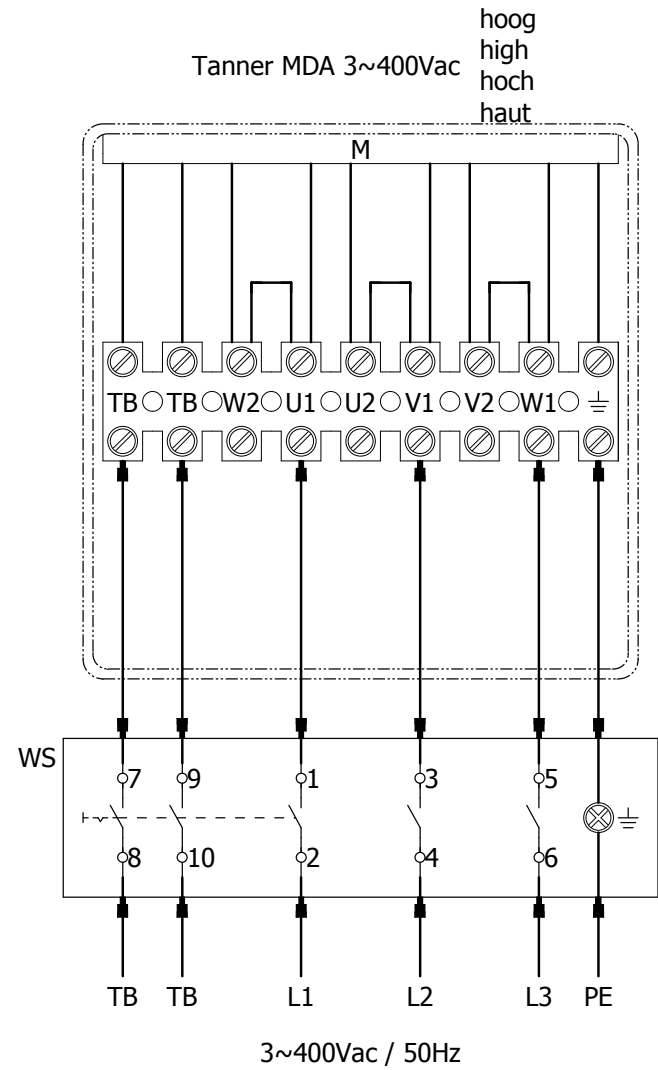 hoog
high
Tanner MDA 3~400Vac
hoch
haut
M
TB TB W2 U1 U2 V1 V2 W1
WS
7 9 1 3 5
8 10 2 4 6
TB TB L1 L2 L3 PE
3~400Vac / 50Hz